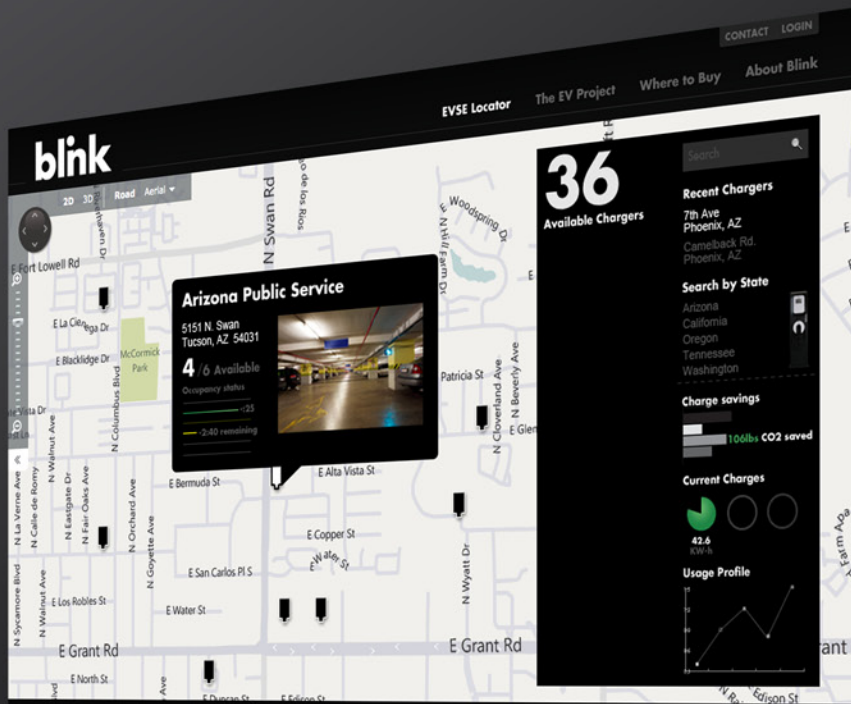 CONTACT LOGIN
EVSE Locator The EV Project Where to Buy About Blink
blink
2D 3D Road Aerial
E Fort Lowell Rd
N Swan Rd
Woodspring Dr
N Hill Farm Dr
36
Available Chargers
Search
Recent Chargers
7th Ave
Phoenix, AZ
Camelback Rd.
Phoenix, AZ
Search by State
Arizona
California
Oregon
Tennessee
Washington
Charge savings
106lbs CO2 saved
Current Charges
42.6
KW-h
Usage Profile
Arizona Public Service
5151 N. Swan
Tucson, AZ 54031
4/6 Available
Occupancy status
<25
-2:40 remaining
E La Cienega Dr
E Blacklidge Dr
McCormick
Park
N Columbus Blvd
Vista Dr
Patricia St
N Cloverland Ave
N Beverly Ave
E Glen
N La Verne Ave
N Calle de Romy
N Walnut Ave
N Eastgate Dr
N Fair Oaks Ave
N Orchard Ave
N Goyette Ave
E Bermuda St
E Alta Vista St
E Copper St
E Water St
E San Carlos Pl S
N Wyatt Dr
N Sycamore Blvd
N Walnut Ave
E Los Robles St
E Water St
E Grant Rd
E Grant Rd
E North St
E Duncan St
E Edison St
Edison St